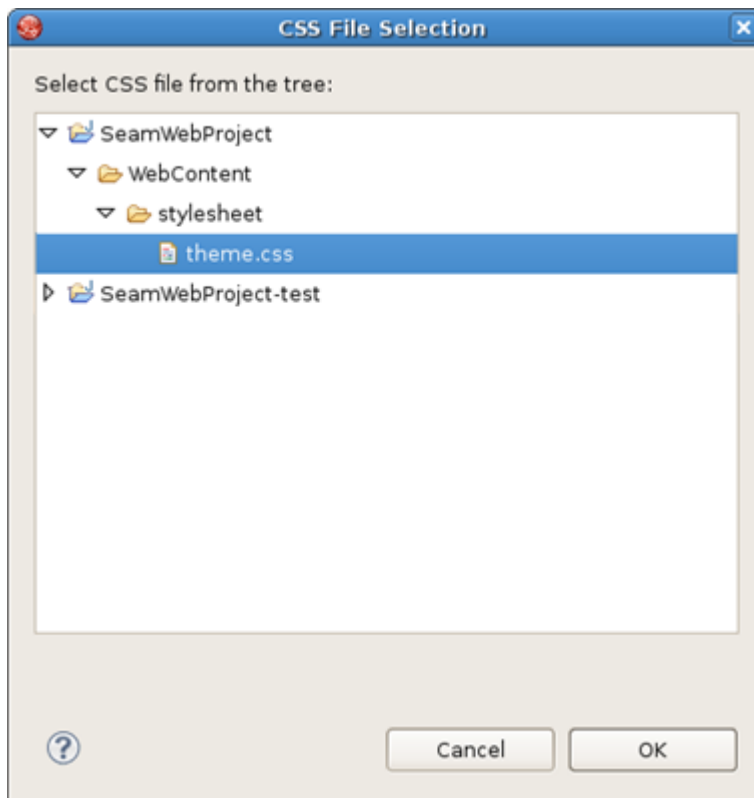 CSS File Selection
Select CSS file from the tree:
SeamWebProject
WebContent
stylesheet
theme.css
SeamWebProject-test
? Cancel OK